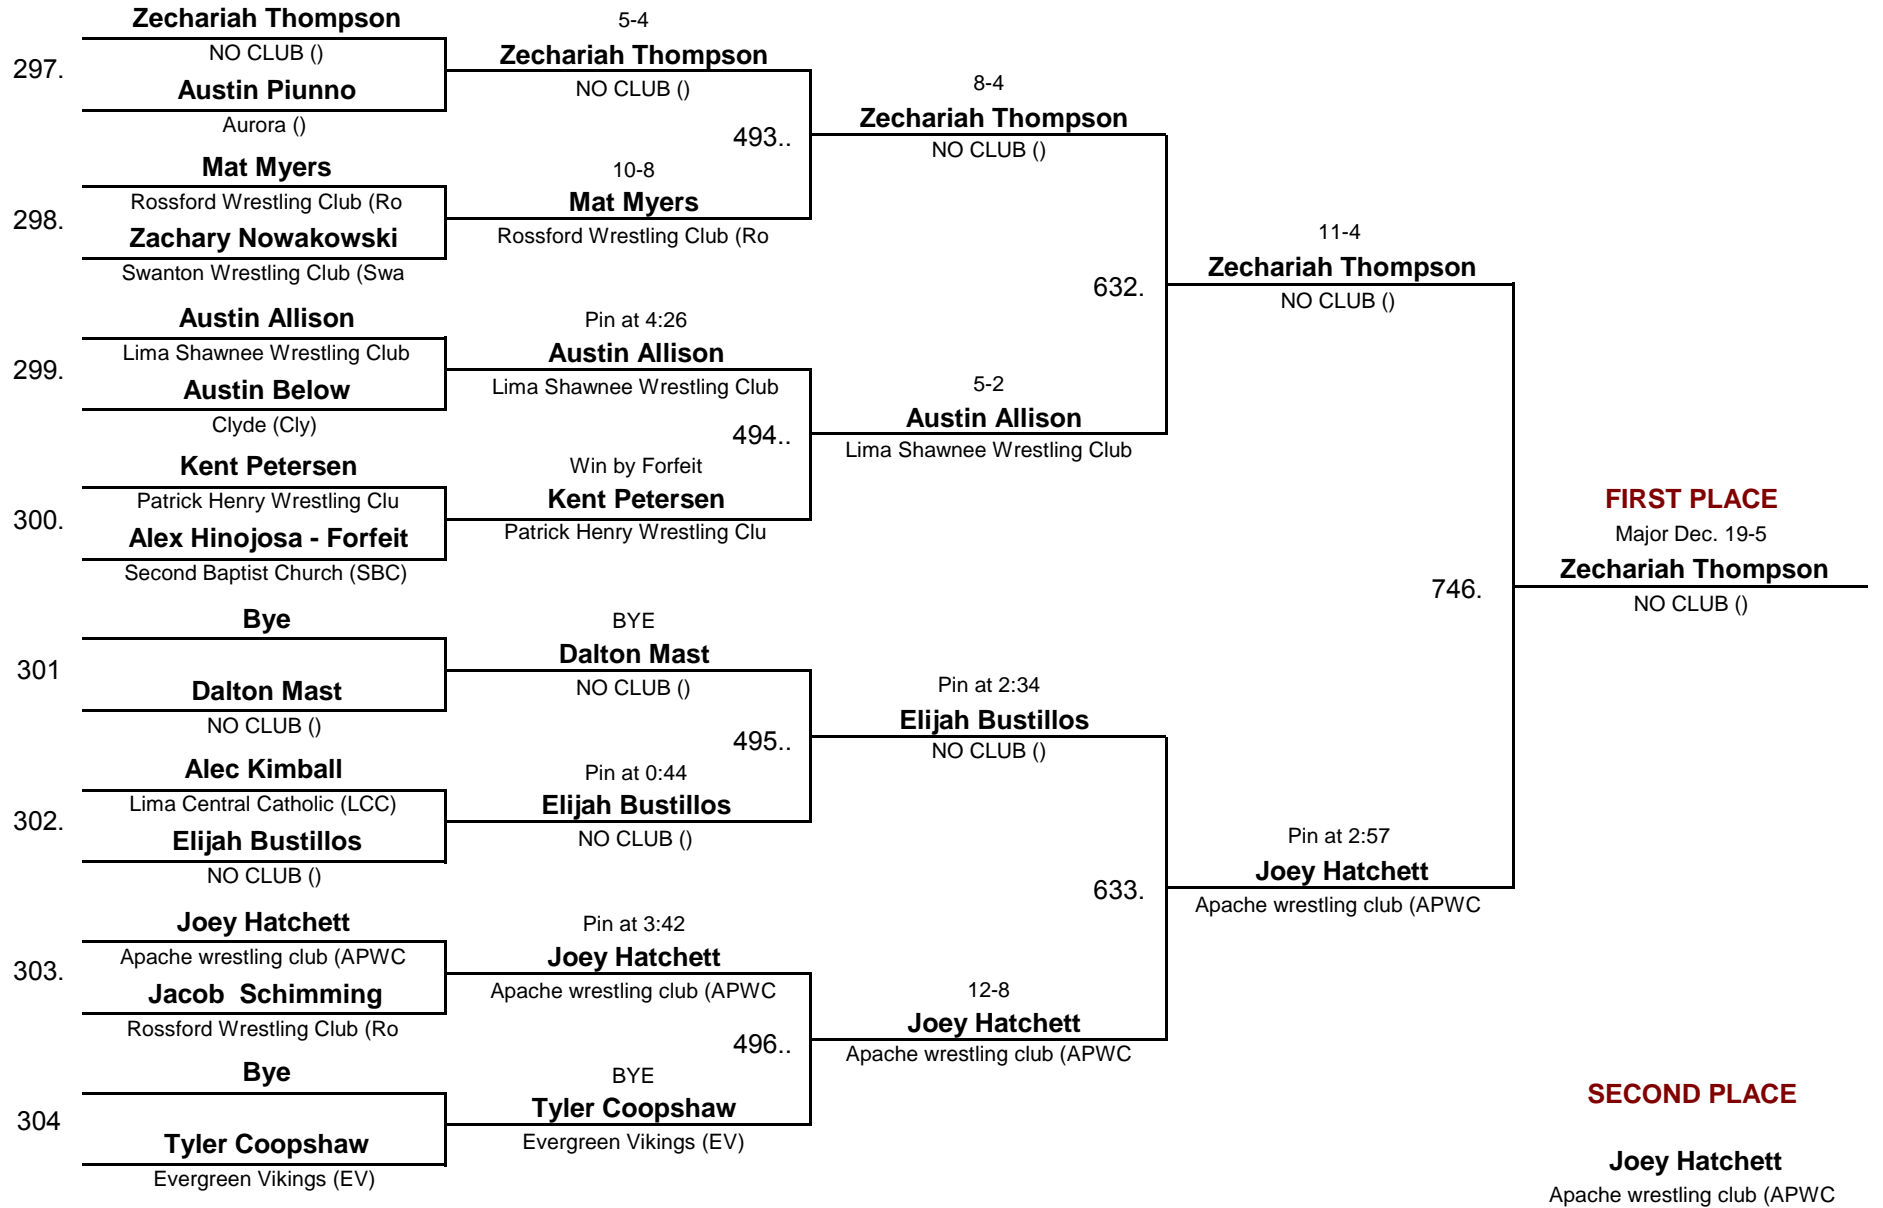 Zechariah Thompson
NO CLUB ()
297.
Austin Piunno
Aurora ()
Mat Myers
Rossford Wrestling Club (Ro
298.
Zachary Nowakowski
Swanton Wrestling Club (Swa
Austin Allison
Lima Shawnee Wrestling Club
299.
Austin Below
Clyde (Cly)
Kent Petersen
Patrick Henry Wrestling Clu
300.
Alex Hinojosa - Forfeit
Second Baptist Church (SBC)
Bye
301
Dalton Mast
NO CLUB ()
Alec Kimball
Lima Central Catholic (LCC)
302.
Elijah Bustillos
NO CLUB ()
Joey Hatchett
Apache wrestling club (APWC
303.
Jacob  Schimming
Rossford Wrestling Club (Ro
Bye
304
Tyler Coopshaw
Evergreen Vikings (EV)
5-4
Zechariah Thompson
NO CLUB ()
493..
10-8
Mat Myers
Rossford Wrestling Club (Ro
Pin at 4:26
Austin Allison
Lima Shawnee Wrestling Club
494..
Win by Forfeit
Kent Petersen
Patrick Henry Wrestling Clu
BYE
Dalton Mast
NO CLUB ()
495..
Pin at 0:44
Elijah Bustillos
NO CLUB ()
Pin at 3:42
Joey Hatchett
Apache wrestling club (APWC
496..
BYE
Tyler Coopshaw
Evergreen Vikings (EV)
8-4
Zechariah Thompson
NO CLUB ()
632.
5-2
Austin Allison
Lima Shawnee Wrestling Club
Pin at 2:34
Elijah Bustillos
NO CLUB ()
633.
12-8
Joey Hatchett
Apache wrestling club (APWC
11-4
Zechariah Thompson
NO CLUB ()
746.
Pin at 2:57
Joey Hatchett
Apache wrestling club (APWC
FIRST PLACE
Major Dec. 19-5
Zechariah Thompson
NO CLUB ()
SECOND PLACE
Joey Hatchett
Apache wrestling club (APWC